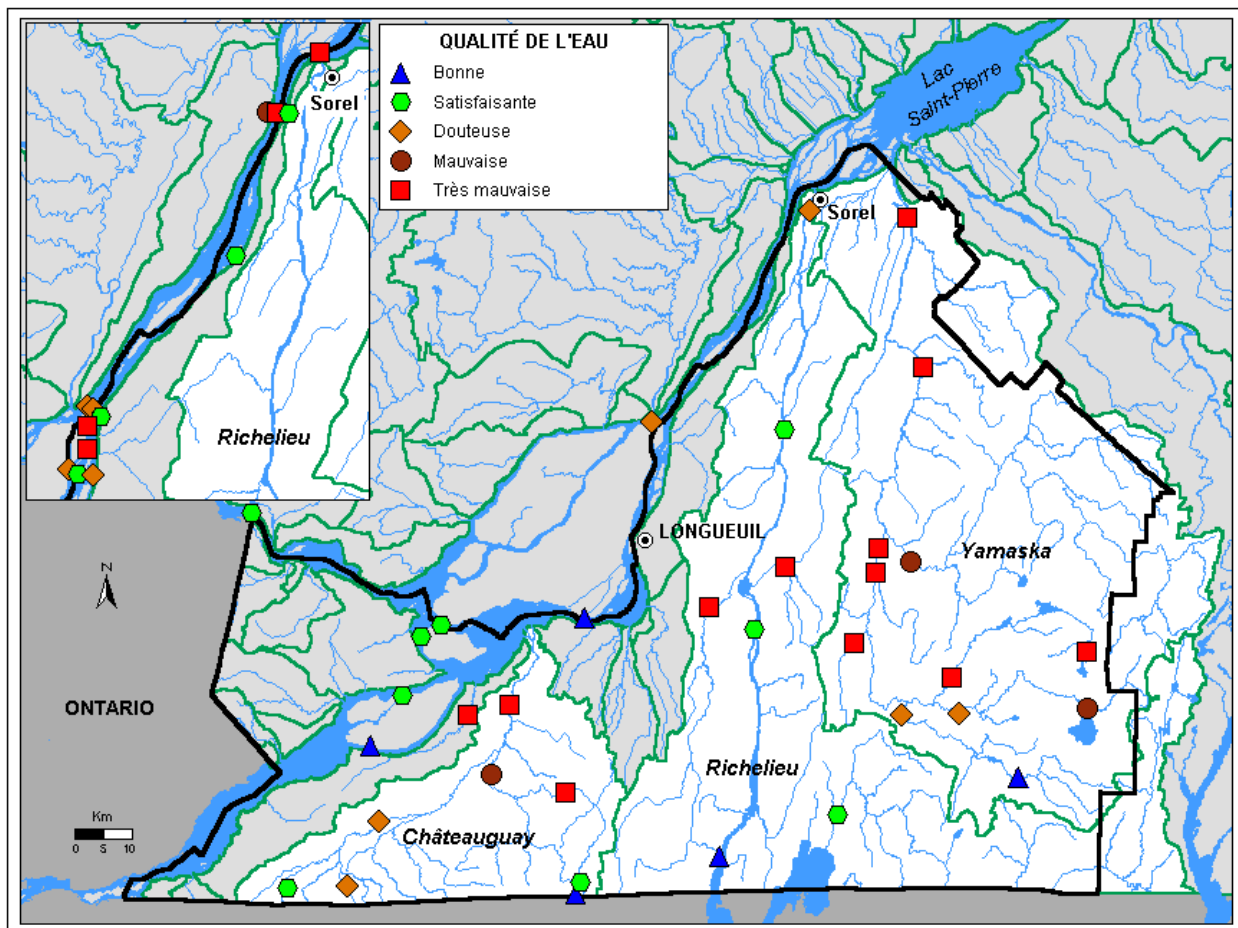 QUALITÉ DE L'EAU
Bonne
Satisfaisante
Douteuse
Mauvaise
Très mauvaise
Sorel
Richelieu
Lac
Saint-Pierre
Sorel
LONGUEUIL
Yamaska
N
ONTARIO
Richelieu
Châteauguay
Km
0 5 10